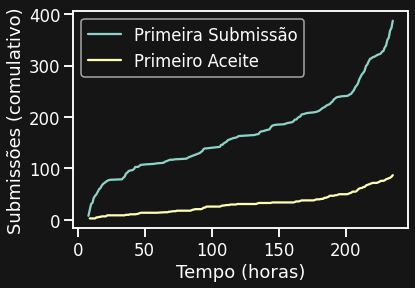 400
300
200
100
0
Submissões (comulativo)
Primeira Submissão
Primeiro Aceite
0 50 100 150 200
Tempo (horas)